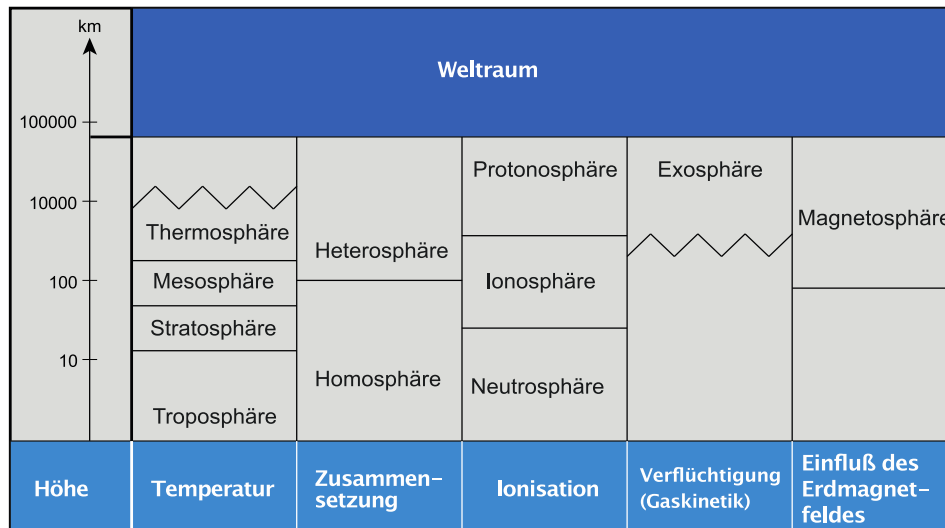 km
Weltraum
100000
Protonosphäre
Exosphäre
10000
Thermosphäre
Magnetosphäre
Heterosphäre
Mesosphäre
Ionosphäre
100
Stratosphäre
10
Homosphäre
Neutrosphäre
Troposphäre
Höhe
Temperatur
Zusammen-
setzung
Ionisation
Verflüchtigung
(Gaskinetik)
Einfluß des
Erdmagnet-
feldes